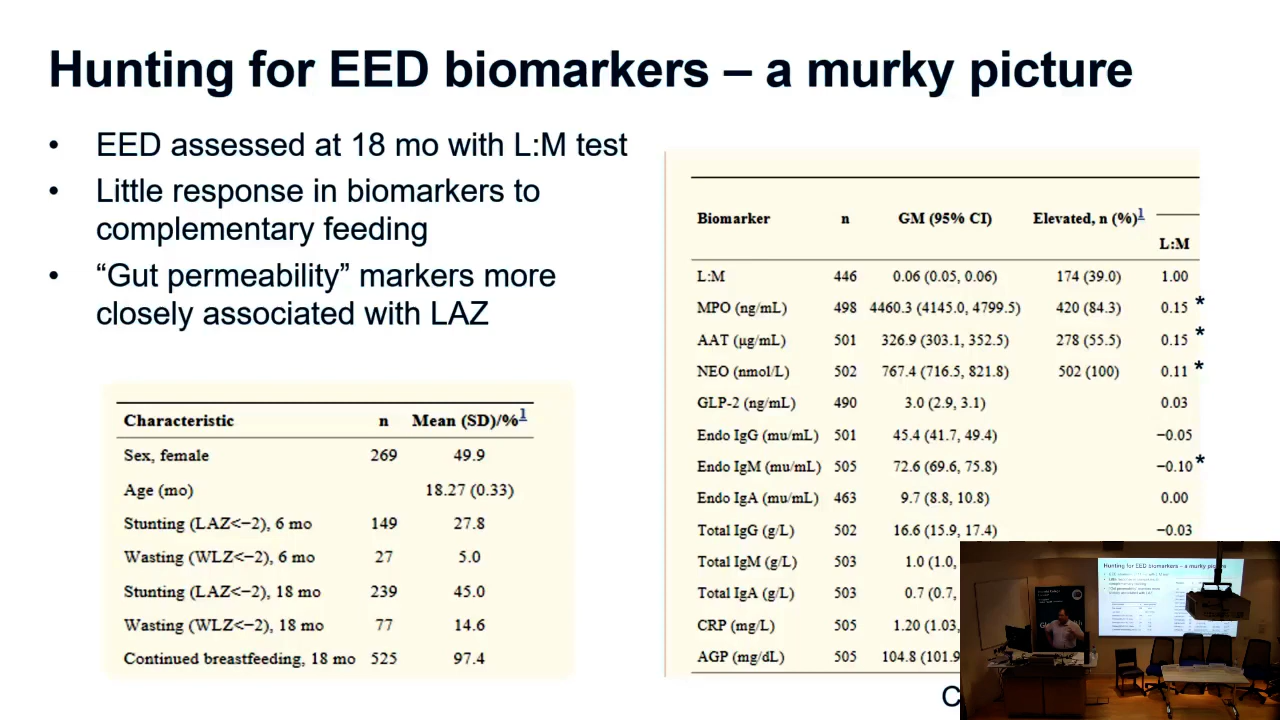 Hunting for EED biomarkers – a murky picture
• EED assessed at 18 mo with L:M test
• Little response in biomarkers to
complementary feeding
• “Gut permeability” markers more
closely associated with LAZ
Characteristic n Mean (SD)/%1
Sex, female 269 49.9
Age (mo) 18.27 (0.33)
Stunting (LAZ<−2), 6 mo 149 27.8
Wasting (WLZ<−2), 6 mo 27 5.0
Stunting (LAZ<−2), 18 mo 239 45.0
Wasting (WLZ<−2), 18 mo 77 14.6
Continued breastfeeding, 18 mo 525 97.4
Biomarker n GM (95% CI) Elevated, n (%)1
L:M
L:M 446 0.06 (0.05, 0.06) 174 (39.0) 1.00
MPO (ng/mL) 498 4460.3 (4145.0, 4799.5) 420 (84.3) 0.15 *
AAT (μg/mL) 501 326.9 (303.1, 352.5) 278 (55.5) 0.15 *
NEO (nmol/L) 502 767.4 (716.5, 821.8) 502 (100) 0.11 *
GLP-2 (ng/mL) 490 3.0 (2.9, 3.1) 0.03
Endo IgG (mu/mL) 501 45.4 (41.7, 49.4) −0.05
Endo IgM (mu/mL) 505 72.6 (69.6, 75.8) −0.10 *
Endo IgA (mu/mL) 463 9.7 (8.8, 10.8) 0.00
Total IgG (g/L) 502 16.6 (15.9, 17.4) −0.03
Total IgM (g/L) 503 1.0 (1.0,
Total IgA (g/L) 503 0.7 (0.7,
CRP (mg/L) 505 1.20 (1.03,
AGP (mg/dL) 505 104.8 (101.9
C
Hunting for EED biomarkers – a murky picture